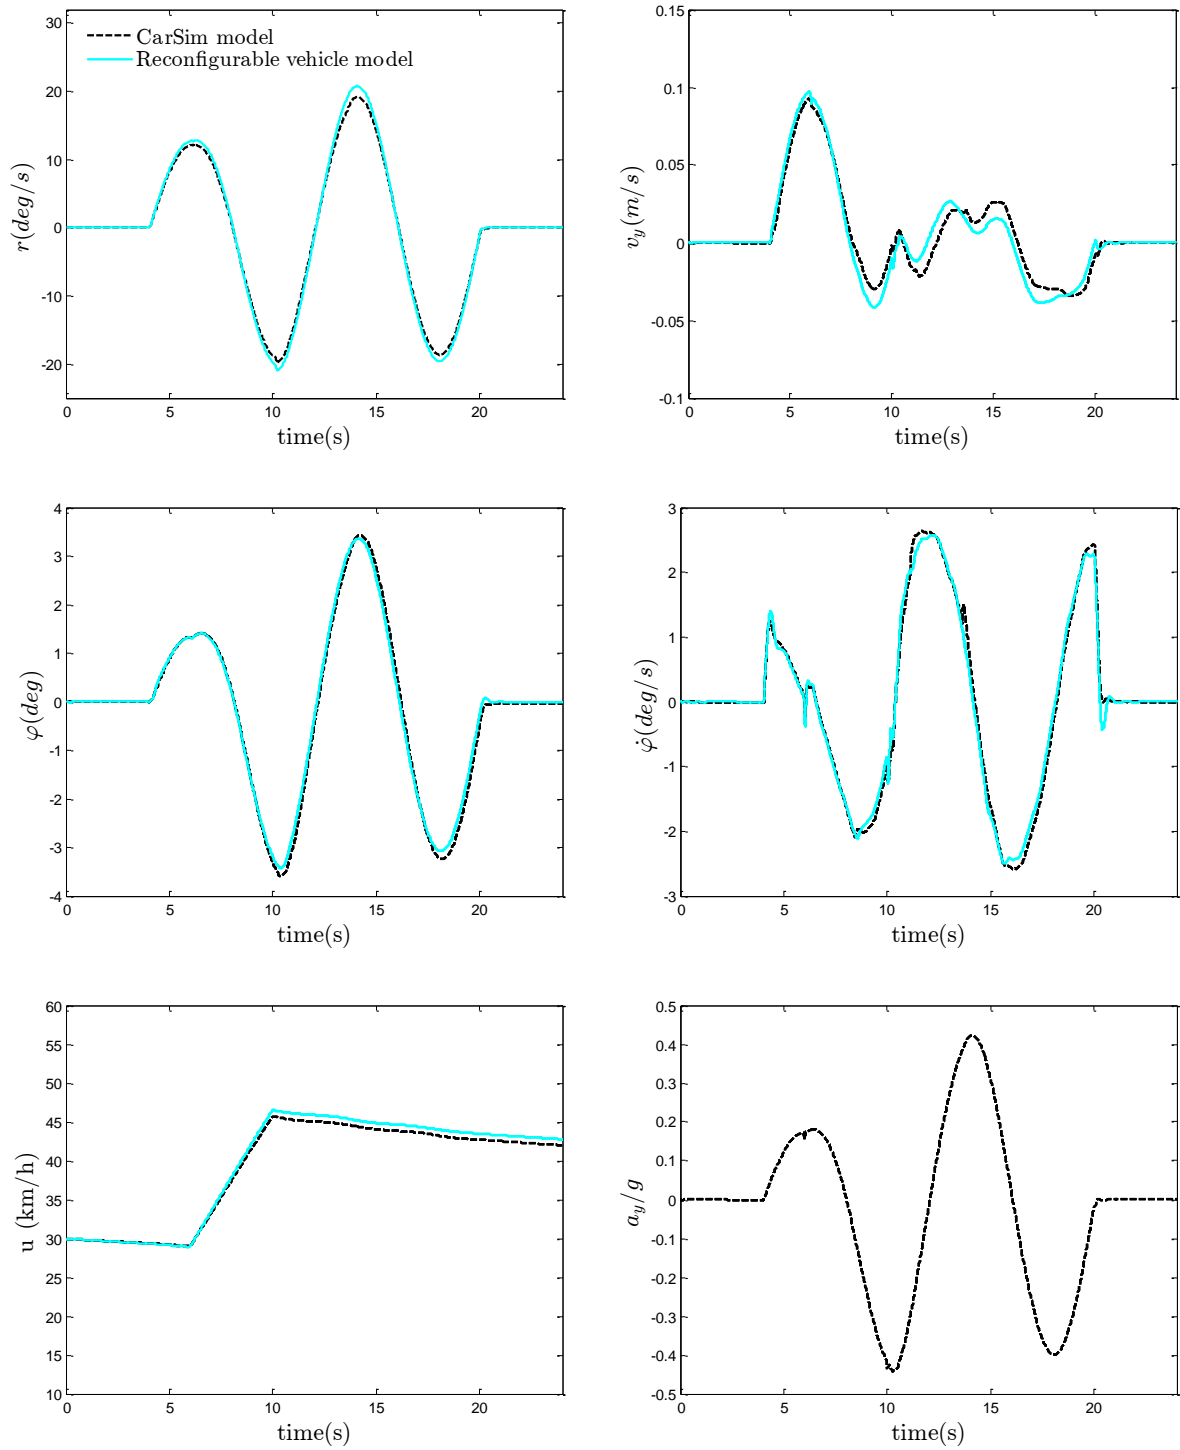 30
20
10
0
-10
-20
r(deg/s)
CarSim model
Reconfigurable vehicle model
0 5 10 15 20
time(s)
0.15
0.1
0.05
0
-0.05
-0.1
v_y(m/s)
0 5 10 15 20
time(s)
4
3
2
1
0
-1
-2
-3
-4
φ(deg)
0 5 10 15 20
time(s)
3
2
1
0
-1
-2
-3
φ̇(deg/s)
0 5 10 15 20
time(s)
60
55
50
45
40
35
30
25
20
15
10
u (km/h)
0 5 10 15 20
time(s)
0.5
0.4
0.3
0.2
0.1
0
-0.1
-0.2
-0.3
-0.4
-0.5
a_y/g
0 5 10 15 20
time(s)